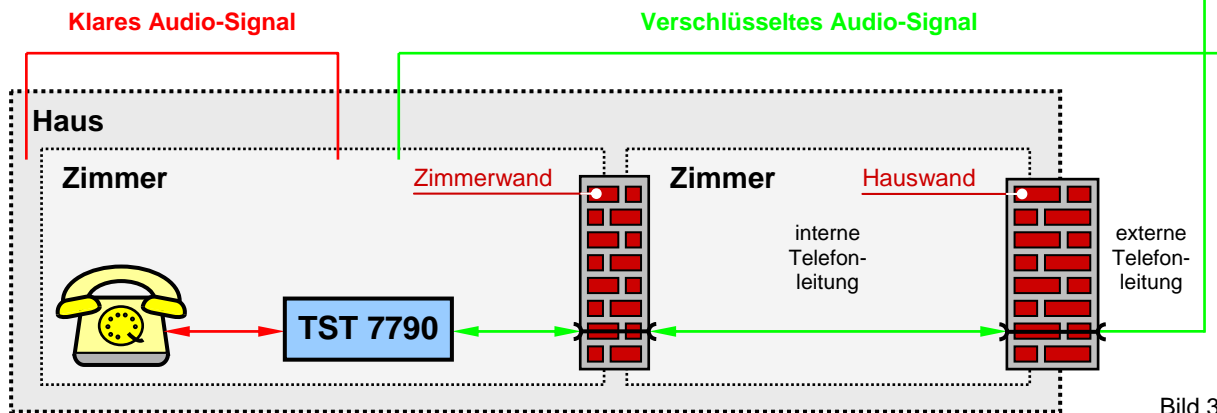 Klares Audio-Signal
Verschlüsseltes Audio-Signal
Haus
Zimmer
Zimmerwand
Zimmer
Hauswand
interne
Telefon-
leitung
externe
Telefon-
leitung
TST 7790
Bild 3